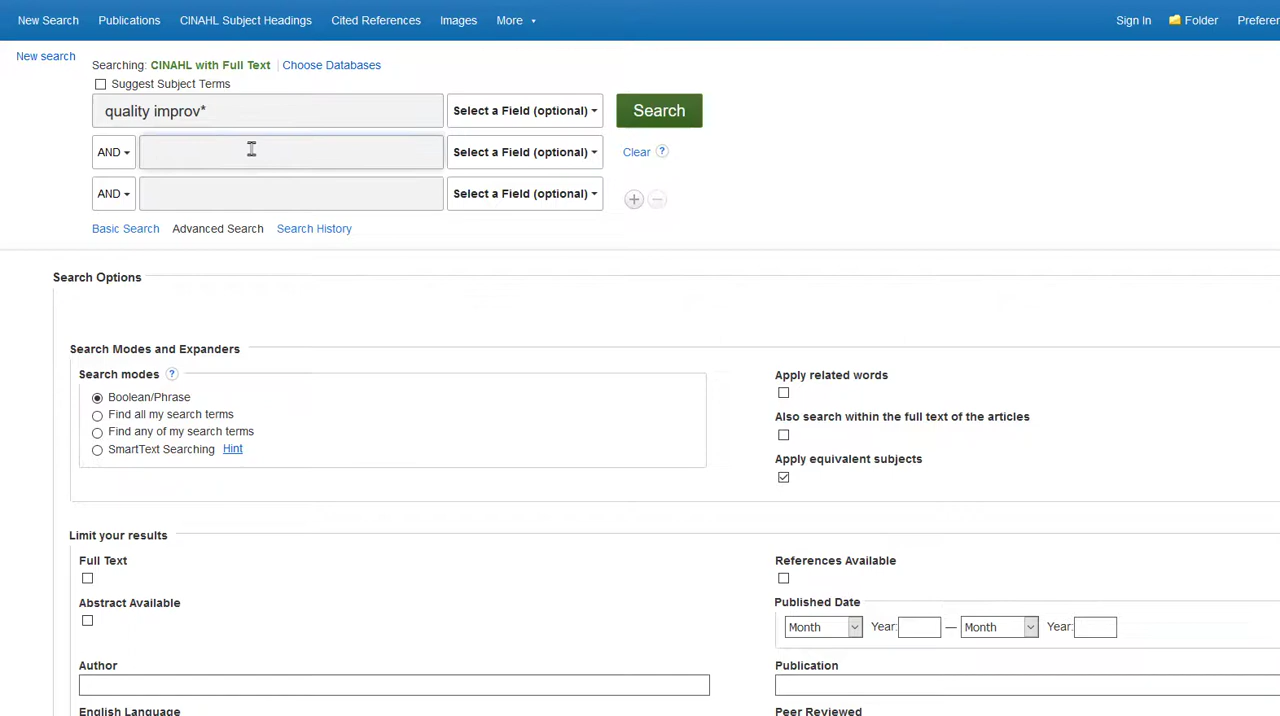 New Search Publications CINAHL Subject Headings Cited References Images More Sign In Folder
New search
Searching: CINAHL with Full Text Choose Databases
Suggest Subject Terms
quality improv* Select a Field (optional) Search
AND Select a Field (optional) Clear ?
AND Select a Field (optional) + −
Basic Search Advanced Search Search History
Search Options
Search Modes and Expanders
Search modes ?
Boolean/Phrase
Find all my search terms
Find any of my search terms
SmartText Searching Hint
Apply related words
Also search within the full text of the articles
Apply equivalent subjects
Limit your results
Full Text
Abstract Available
Author
English Language
References Available
Published Date
Month Year: — Month Year:
Publication
Peer Reviewed